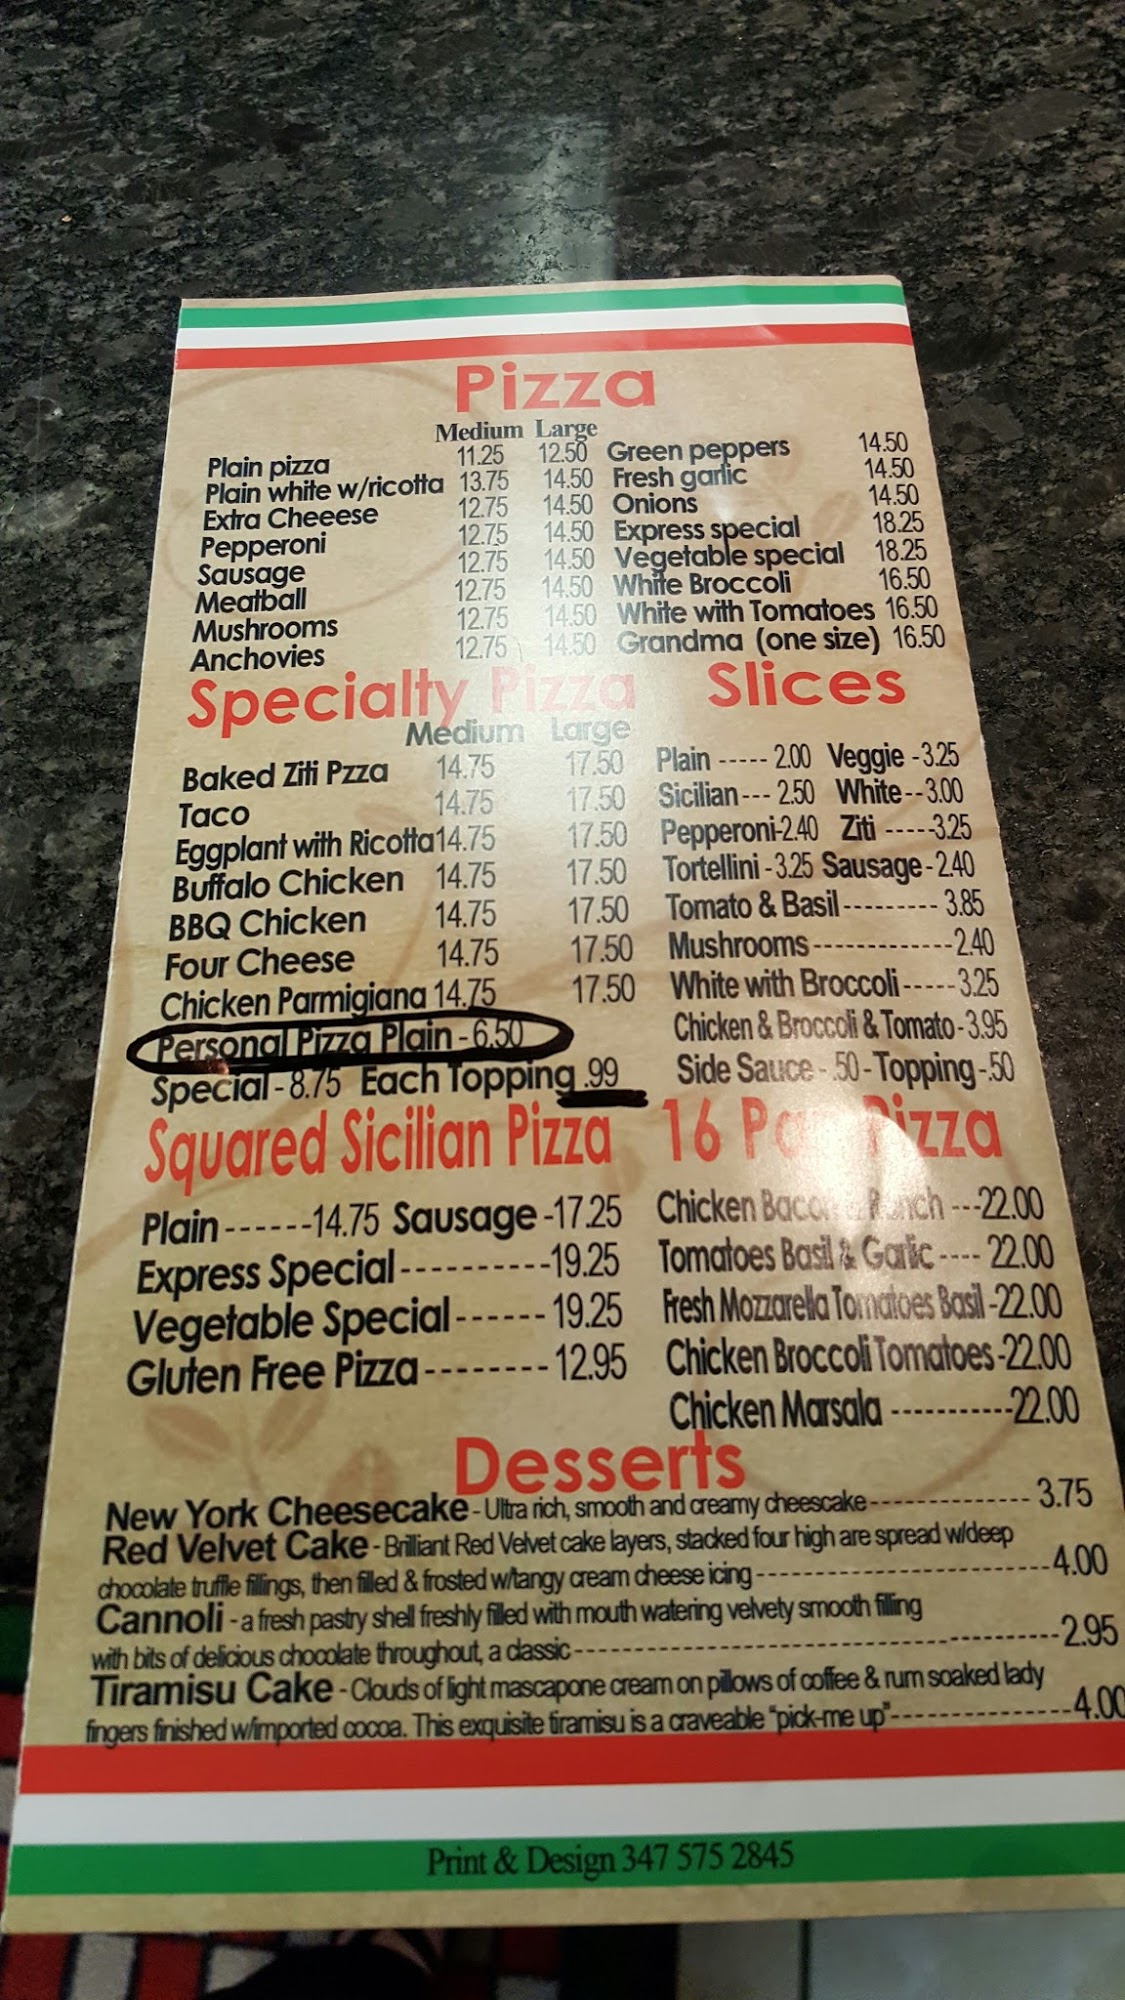 Pizza
Medium Large
Plain pizza 11.25 12.50 Green peppers 14.50
Plain white w/ricotta 13.75 14.50 Fresh garlic 14.50
Extra Cheeese 12.75 14.50 Onions 14.50
Pepperoni 12.75 14.50 Express special 18.25
Sausage 12.75 14.50 Vegetable special 18.25
Meatball 12.75 14.50 White Broccoli 16.50
Mushrooms 12.75 14.50 White with Tomatoes 16.50
Anchovies 12.75 14.50 Grandma (one size) 16.50
Specialty Pizza
Medium Large
Baked Ziti Pzza 14.75 17.50
Taco 14.75 17.50
Eggplant with Ricotta 14.75 17.50
Buffalo Chicken 14.75 17.50
BBQ Chicken 14.75 17.50
Four Cheese 14.75 17.50
Chicken Parmigiana 14.75 17.50
Personal Pizza Plain - 6.50
Special - 8.75 Each Topping .99
Slices
Plain ----- 2.00 Veggie - 3.25
Sicilian --- 2.50 White -- 3.00
Pepperoni-2.40 Ziti -----3.25
Tortellini - 3.25 Sausage - 2.40
Tomato & Basil --------- 3.85
Mushrooms -------------2.40
White with Broccoli -----3.25
Chicken & Broccoli & Tomato - 3.95
Side Sauce - .50 - Topping -.50
Squared Sicilian Pizza
Plain ------14.75 Sausage -17.25
Express Special ----------19.25
Vegetable Special ------ 19.25
Gluten Free Pizza -------- 12.95
16 Pan Pizza
Chicken Bacon Ranch ---22.00
Tomatoes Basil & Garlic ---- 22.00
Fresh Mozzarella Tomatoes Basil -22.00
Chicken Broccoli Tomatoes -22.00
Chicken Marsala -----------22.00
Desserts
New York Cheesecake - Ultra rich, smooth and creamy cheescake -------------- 3.75
Red Velvet Cake - Brilliant Red Velvet cake layers, stacked four high are spread w/deep
chocolate truffle fillings, then filled & frosted w/tangy cream cheese icing --------------------------4.00
Cannoli - a fresh pastry shell freshly filled with mouth watering velvety smooth filling
with bits of delicious chocolate throughout, a classic -------------------------------------------2.95
Tiramisu Cake - Clouds of light mascapone cream on pillows of coffee & rum soaked lady
fingers finished w/imported cocoa. This exquisite tiramisu is a craveable "pick-me up"----------------4.00
Print & Design 347 575 2845